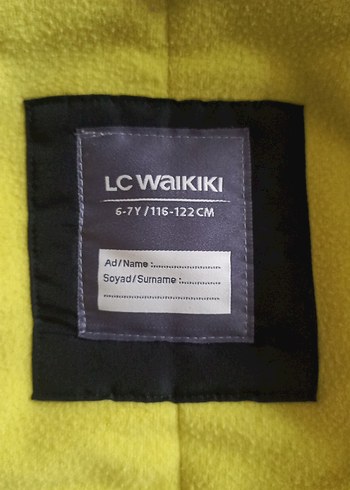 LC WAIKIKI
6-7Y / 116-122 CM
Ad/Name :......................
Soyad/Surname :..............
......................................